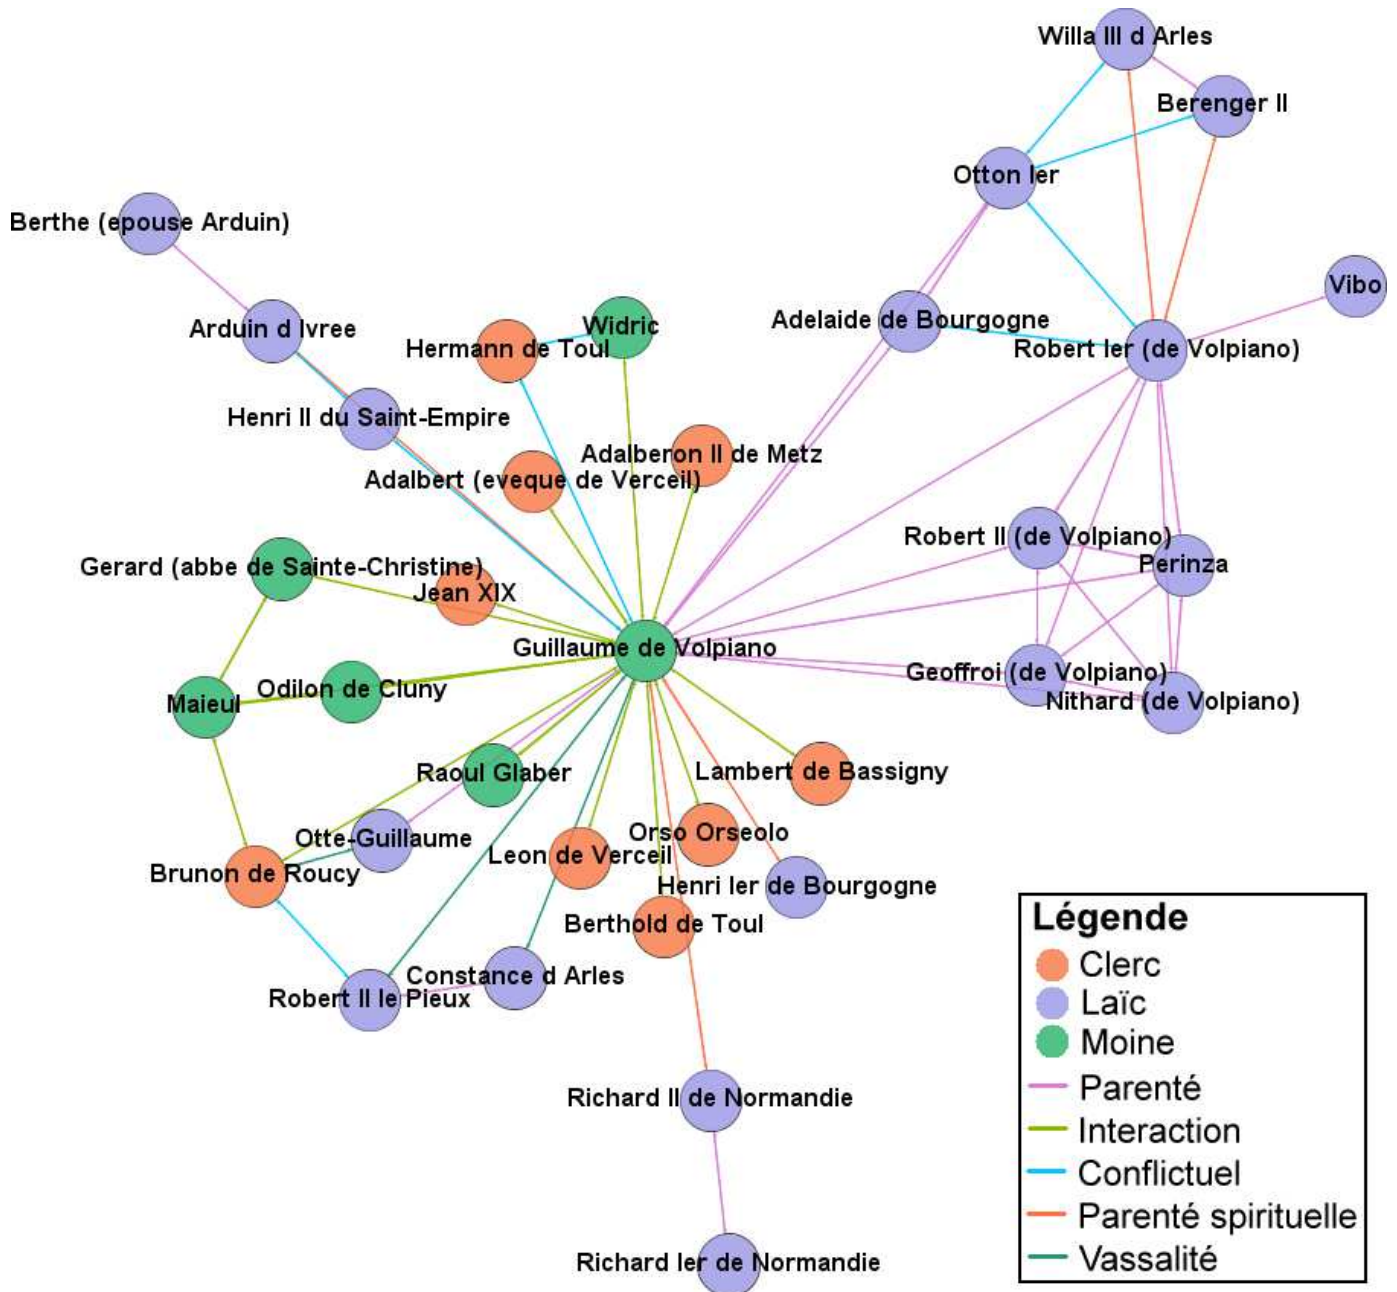 Willa III d Arles
Berenger II
Otton Ier
Berthe (epouse Arduin)
Vibo
Arduin d Ivree
Widric
Adelaide de Bourgogne
Hermann de Toul
Robert Ier (de Volpiano)
Henri II du Saint-Empire
Adalberon II de Metz
Adalbert (eveque de Verceil)
Robert II (de Volpiano)
Perinza
Gerard (abbe de Sainte-Christine)
Jean XIX
Guillaume de Volpiano
Geoffroi (de Volpiano)
Odilon de Cluny
Maieul
Nithard (de Volpiano)
Raoul Glaber
Lambert de Bassigny
Otte-Guillaume
Orso Orseolo
Leon de Verceil
Brunon de Roucy
Henri Ier de Bourgogne
Berthold de Toul
Constance d Arles
Robert II le Pieux
Richard II de Normandie
Richard Ier de Normandie
Légende
Clerc
Laïc
Moine
Parenté
Interaction
Conflictuel
Parenté spirituelle
Vassalité